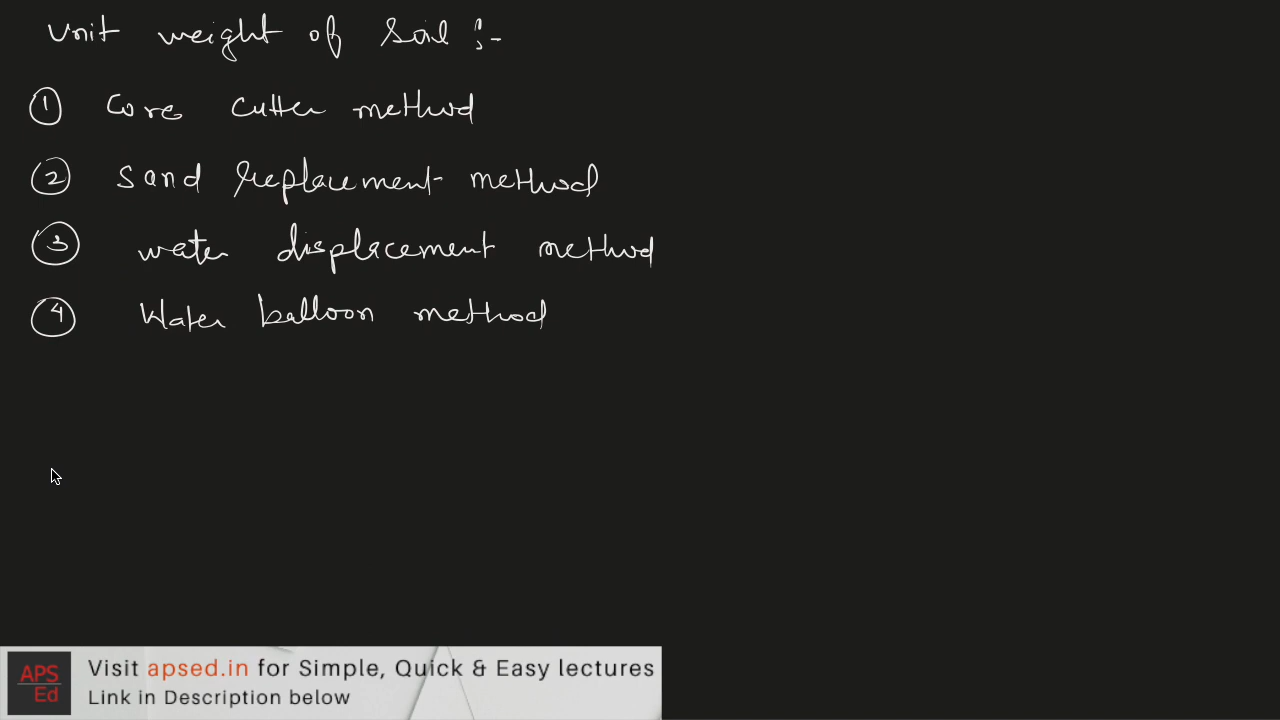 Unit weight of Soil :-
① Core cutter method
② Sand replacement method
③ water displacement method
④ Water balloon method
APS
Ed
Visit apsed.in for Simple, Quick & Easy lectures
Link in Description below